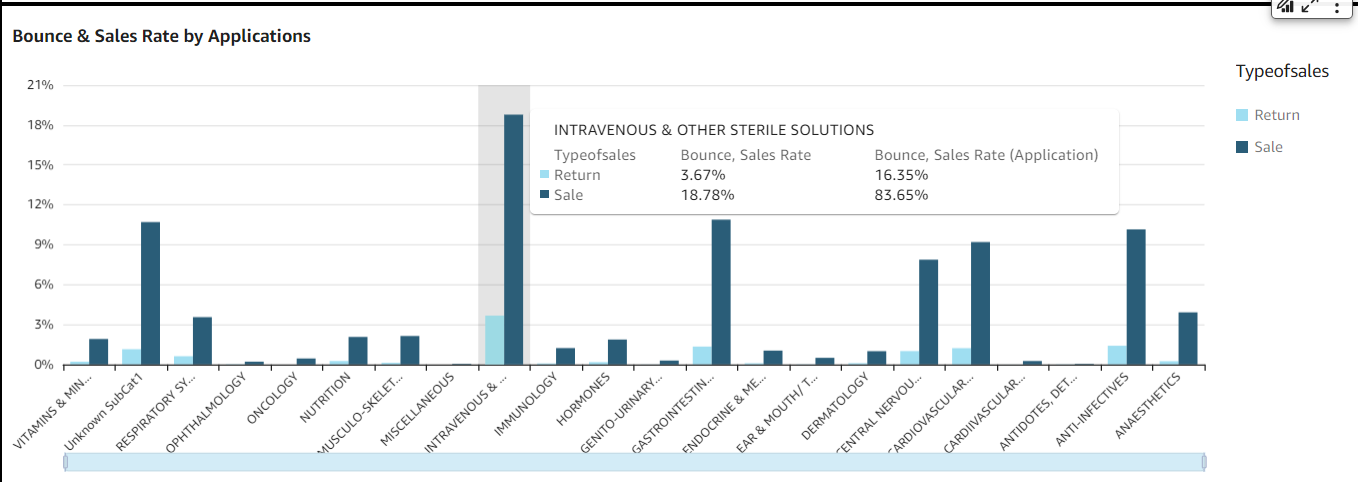 Bounce & Sales Rate by Applications
Typeofsales
Return
Sale
21%
18%
15%
12%
9%
6%
3%
0%
INTRAVENOUS & OTHER STERILE SOLUTIONS
Typeofsales Bounce, Sales Rate Bounce, Sales Rate (Application)
Return 3.67% 16.35%
Sale 18.78% 83.65%
VITAMINS & MIN...
Unknown SubCat1
RESPIRATORY SY...
OPHTHALMOLOGY
ONCOLOGY
NUTRITION
MUSCULO-SKELET...
MISCELLANEOUS
INTRAVENOUS & ...
IMMUNOLOGY
HORMONES
GENITO-URINARY...
GASTROINTESTIN...
ENDOCRINE & ME...
EAR & MOUTH/ T...
DERMATOLOGY
CENTRAL NERVOU...
CARDIOVASCULAR...
CARDIIVASCULAR...
ANTIDOTES, DET...
ANTI-INFECTIVES
ANAESTHETICS